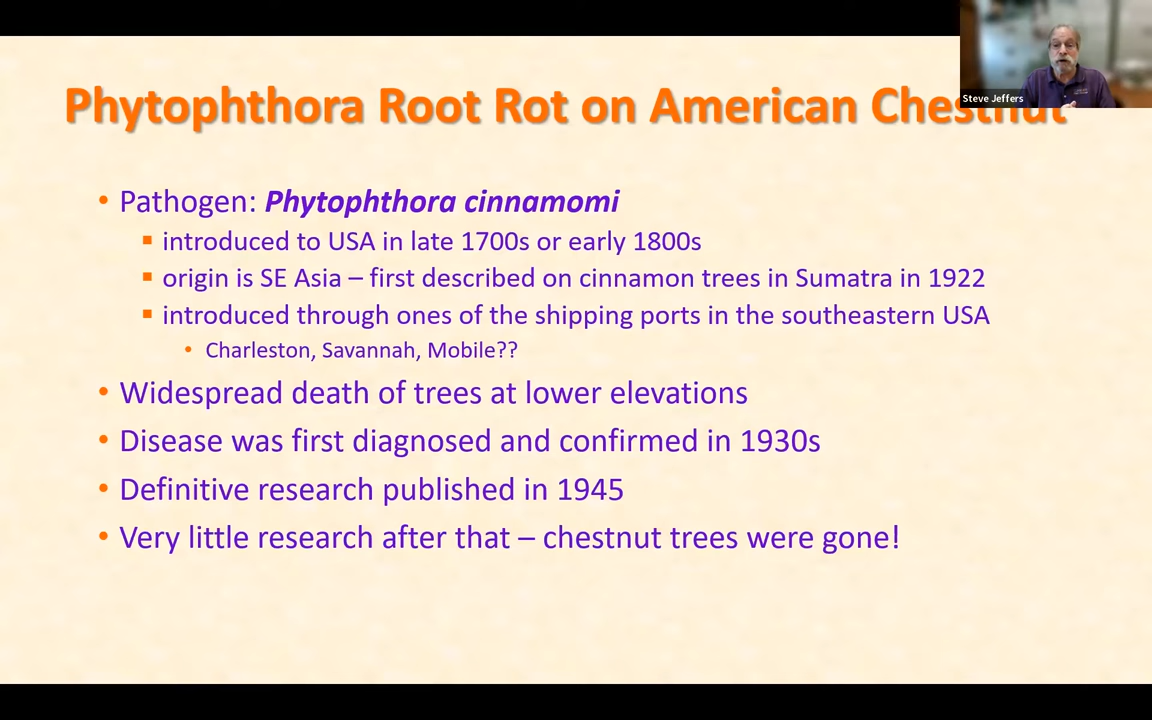 Phytophthora Root Rot on American Chestnut
Steve Jeffers
• Pathogen: Phytophthora cinnamomi
▪ introduced to USA in late 1700s or early 1800s
▪ origin is SE Asia – first described on cinnamon trees in Sumatra in 1922
▪ introduced through ones of the shipping ports in the southeastern USA
• Charleston, Savannah, Mobile??
• Widespread death of trees at lower elevations
• Disease was first diagnosed and confirmed in 1930s
• Definitive research published in 1945
• Very little research after that – chestnut trees were gone!